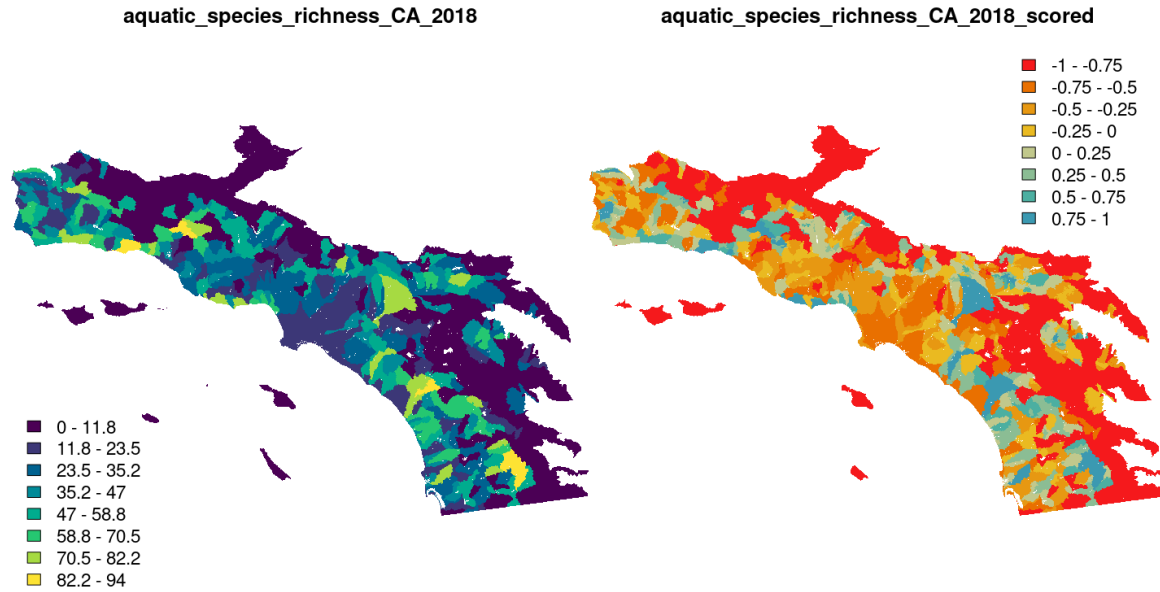 aquatic_species_richness_CA_2018
0 - 11.8
11.8 - 23.5
23.5 - 35.2
35.2 - 47
47 - 58.8
58.8 - 70.5
70.5 - 82.2
82.2 - 94
aquatic_species_richness_CA_2018_scored
-1 - -0.75
-0.75 - -0.5
-0.5 - -0.25
-0.25 - 0
0 - 0.25
0.25 - 0.5
0.5 - 0.75
0.75 - 1